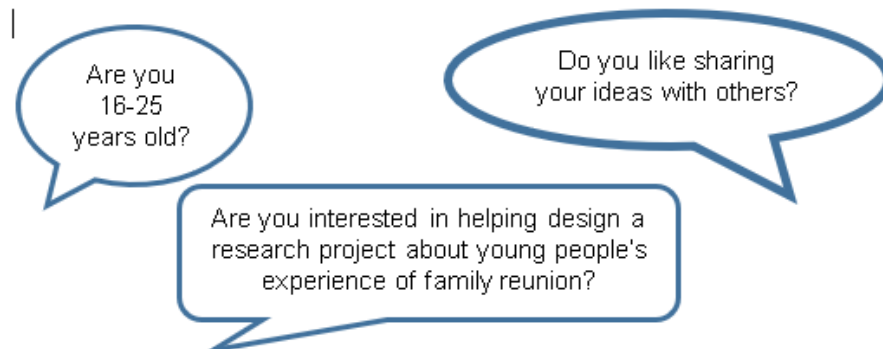 Are you
16-25
years old?
Do you like sharing
your ideas with others?
Are you interested in helping design a
research project about young people's
experience of family reunion?